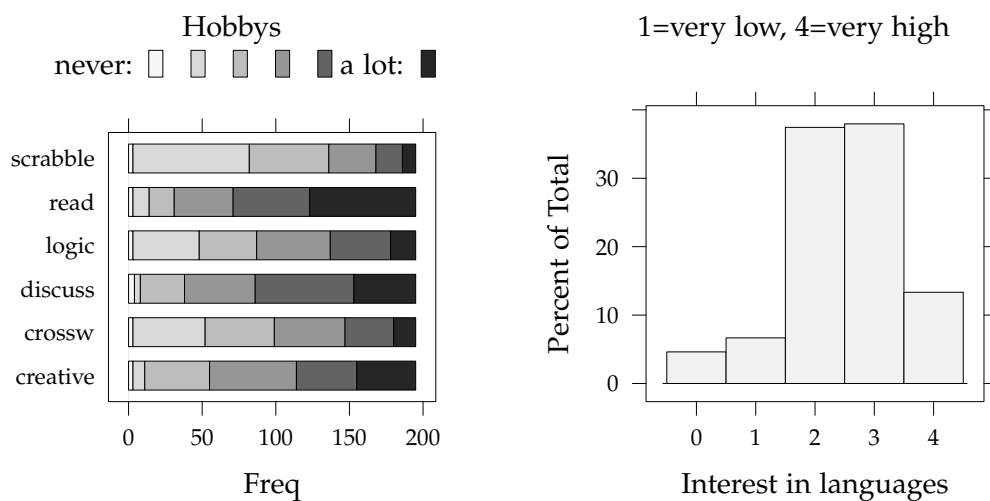 Hobbys
never: a lot:
scrabble
read
logic
discuss
crossw
creative
0 50 100 150 200
Freq
1=very low, 4=very high
Percent of Total
30
20
10
0
0 1 2 3 4
Interest in languages